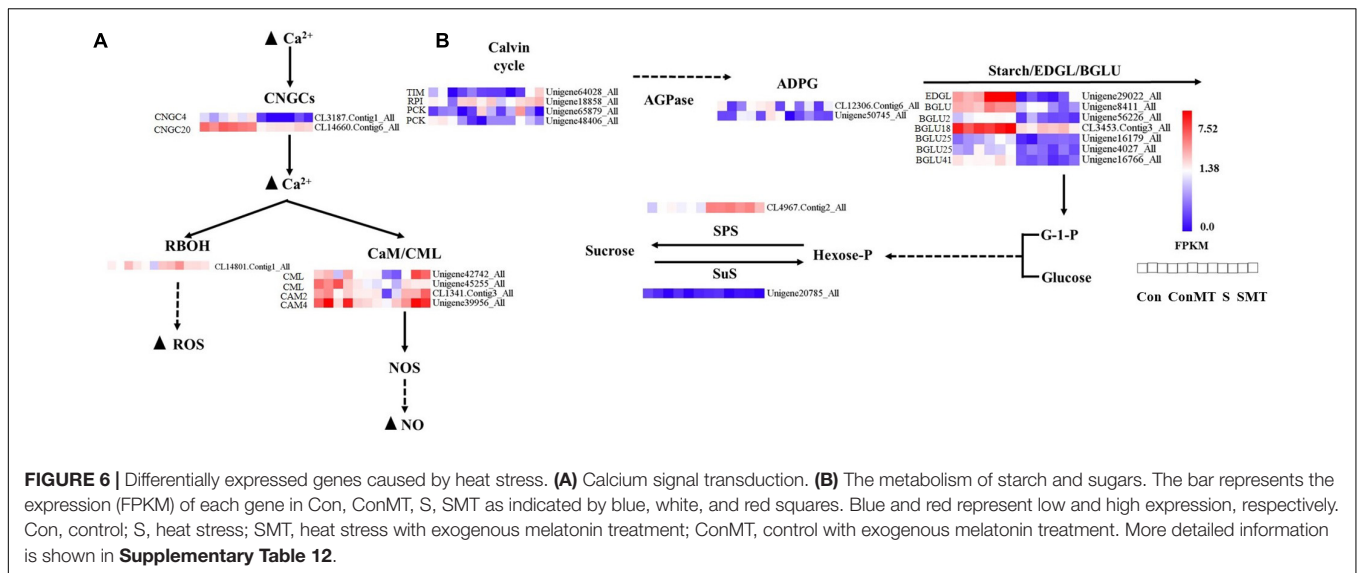 A
▲ Ca²⁺
CNGCs
CNGC4
CL3187.Contig1_All
CNGC20
CL14660.Contig6_All
▲ Ca²⁺
RBOH
CL14801.Contig1_All
▲ ROS
CaM/CML
CML
Unigene42742_All
CML
Unigene45255_All
CAM2
CL1341.Contig3_All
CAM4
Unigene39956_All
NOS
▲ NO
B
Calvin
cycle
TIM
Unigene64028_All
RPI
Unigene18858_All
PCK
Unigene65879_All
PCK
Unigene48406_All
AGPase
ADPG
CL12306.Contig6_All
Unigene50745_All
Starch/EDGL/BGLU
EDGL
Unigene29022_All
BGLU
Unigene8411_All
BGLU2
Unigene56226_All
BGLU18
CL3453.Contig3_All
BGLU25
Unigene16179_All
BGLU25
Unigene4027_All
BGLU41
Unigene16766_All
7.52
1.38
0.0
FPKM
Con ConMT S SMT
G-1-P
Glucose
Hexose-P
CL4967.Contig2_All
SPS
Sucrose
SuS
Unigene20785_All
FIGURE 6 | Differentially expressed genes caused by heat stress. (A) Calcium signal transduction. (B) The metabolism of starch and sugars. The bar represents the
expression (FPKM) of each gene in Con, ConMT, S, SMT as indicated by blue, white, and red squares. Blue and red represent low and high expression, respectively.
Con, control; S, heat stress; SMT, heat stress with exogenous melatonin treatment; ConMT, control with exogenous melatonin treatment. More detailed information
is shown in Supplementary Table 12.